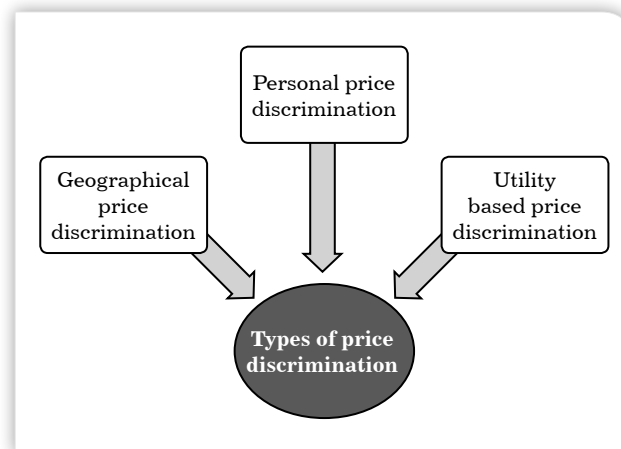 Personal price
discrimination
Geographical
price
discrimination
Utility
based price
discrimination
Types of price
discrimination